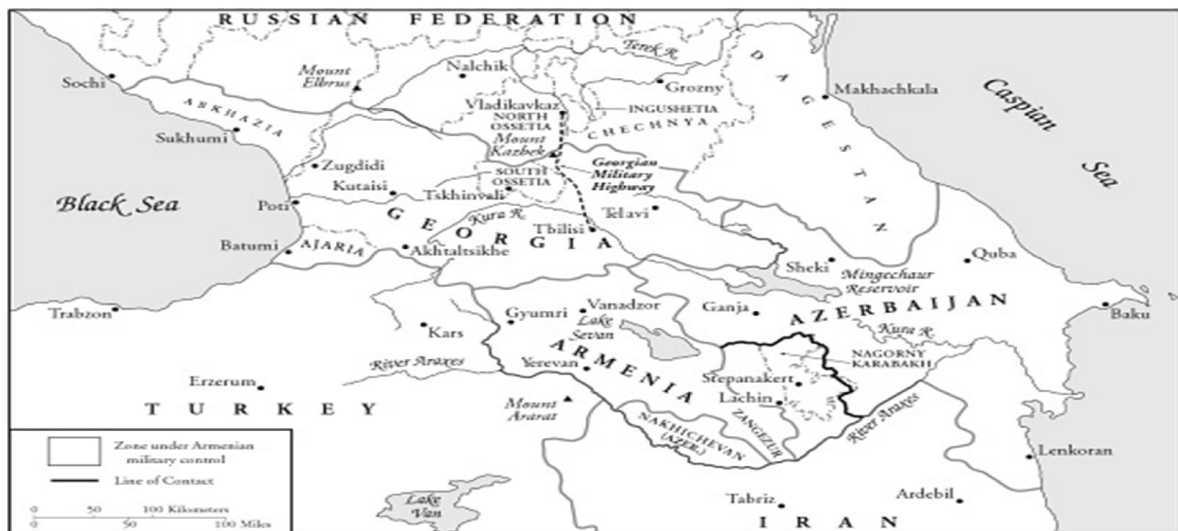 RUSSIAN FEDERATION
Terek R.
Sochi
Mount
Elbrus
Nalchik
Grozny
DAGESTAN
Makhachkala
Caspian
Sea
ABKHAZIA
Sukhumi
Vladikavkaz
NORTH
OSSETIA
INGUSHETIA
CHECHNYA
Mount
Kazbek
Zugdidi
SOUTH
OSSETIA
Georgian
Military
Highway
Kutaisi
Tskhinvali
Black Sea
Poti
GEORGIA
Kura R.
Telavi
Tbilisi
Batumi
AJARIA
Akhtaltsikhe
Sheki
Quba
Mingechaur
Reservoir
Trabzon
Gyumri
Vanadzor
Ganja
AZERBAIJAN
Baku
Kars
Lake
Sevan
Kura R.
ARMENIA
NAGORNY
KARABAKH
River Araxes
Yerevan
Stepanakert
Erzerum
Lachin
TURKEY
Mount
Ararat
NAKHICHEVAN
(AZER.)
ZANGEZUR
River Araxes
Zone under Armenian
military control
Line of Contact
0 50 100 Kilometers
0 50 100 Miles
Lenkoran
Lake
Van
Tabriz
Ardebil
IRAN